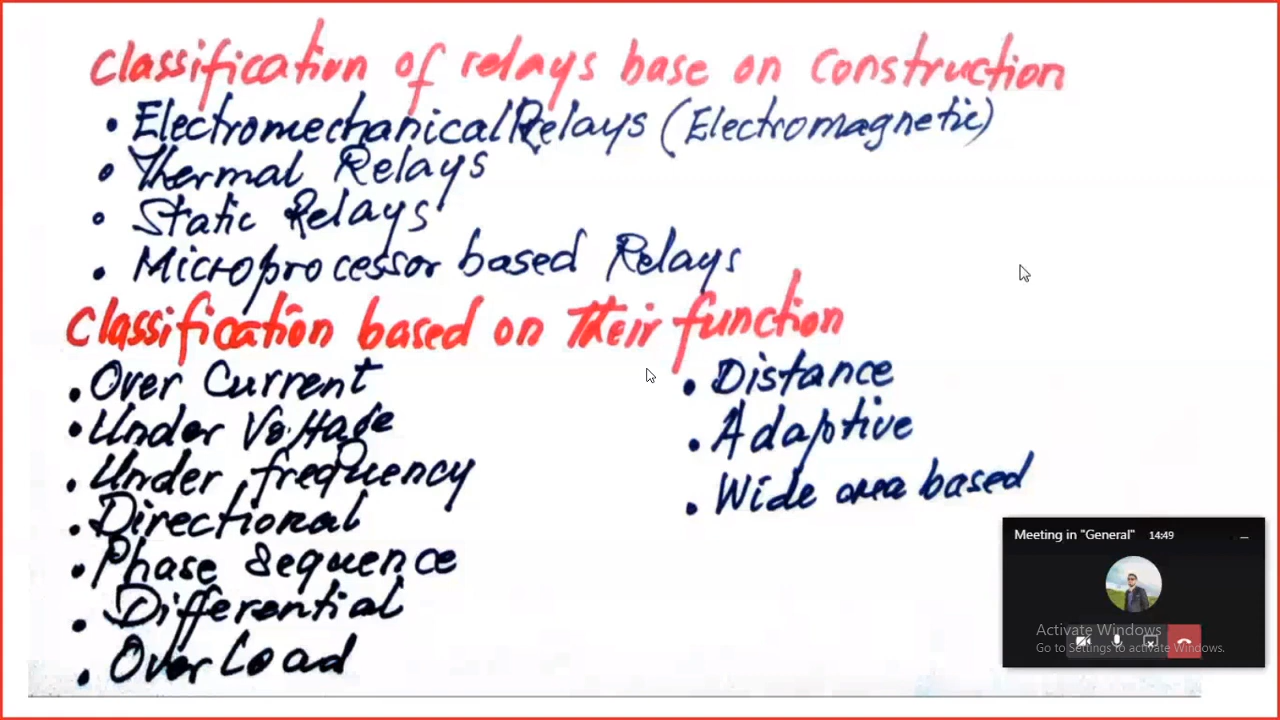 Classification of relays base on Construction
• Electromechanical Relays (Electromagnetic)
• Thermal Relays
• Static Relays
• Microprocessor based Relays
Classification based on Their function
• Over Current
• Under Voltage
• Under frequency
• Directional
• Phase Sequence
• Differential
• Over Load
• Distance
• Adaptive
• Wide area based
Meeting in "General" 14:49
Activate Windows
Go to Settings to activate Windows.